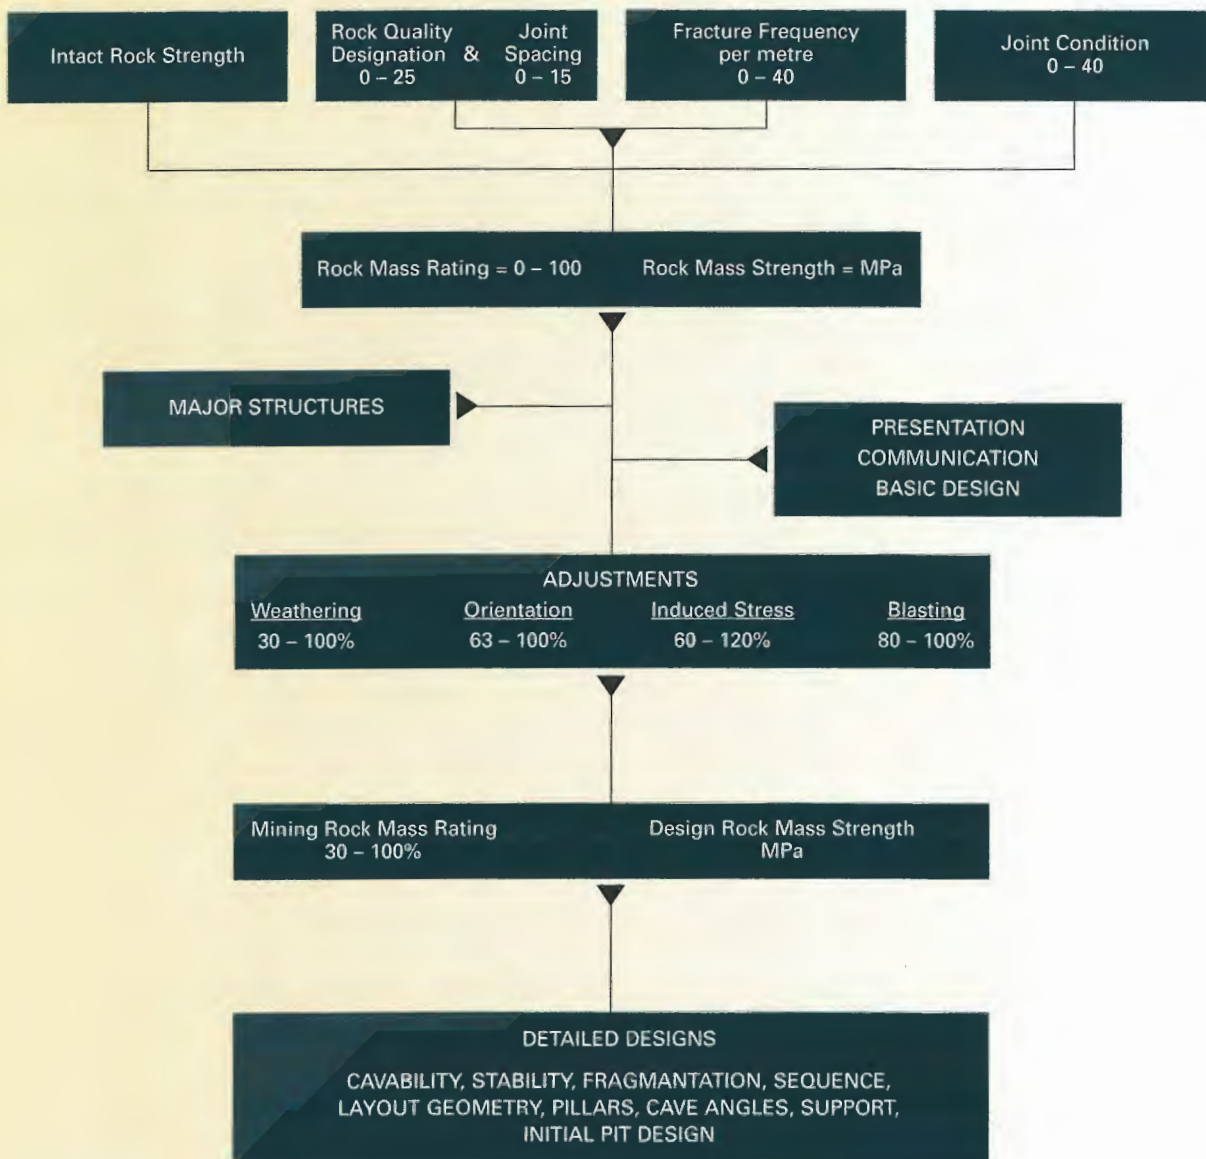 Intact Rock Strength
Rock Quality Joint
Designation & Spacing
0 – 25 0 – 15
Fracture Frequency
per metre
0 – 40
Joint Condition
0 – 40
Rock Mass Rating = 0 – 100 Rock Mass Strength = MPa
MAJOR STRUCTURES
PRESENTATION
COMMUNICATION
BASIC DESIGN
ADJUSTMENTS
Weathering Orientation Induced Stress Blasting
30 – 100% 63 – 100% 60 – 120% 80 – 100%
Mining Rock Mass Rating Design Rock Mass Strength
30 – 100% MPa
DETAILED DESIGNS
CAVABILITY, STABILITY, FRAGMANTATION, SEQUENCE,
LAYOUT GEOMETRY, PILLARS, CAVE ANGLES, SUPPORT,
INITIAL PIT DESIGN